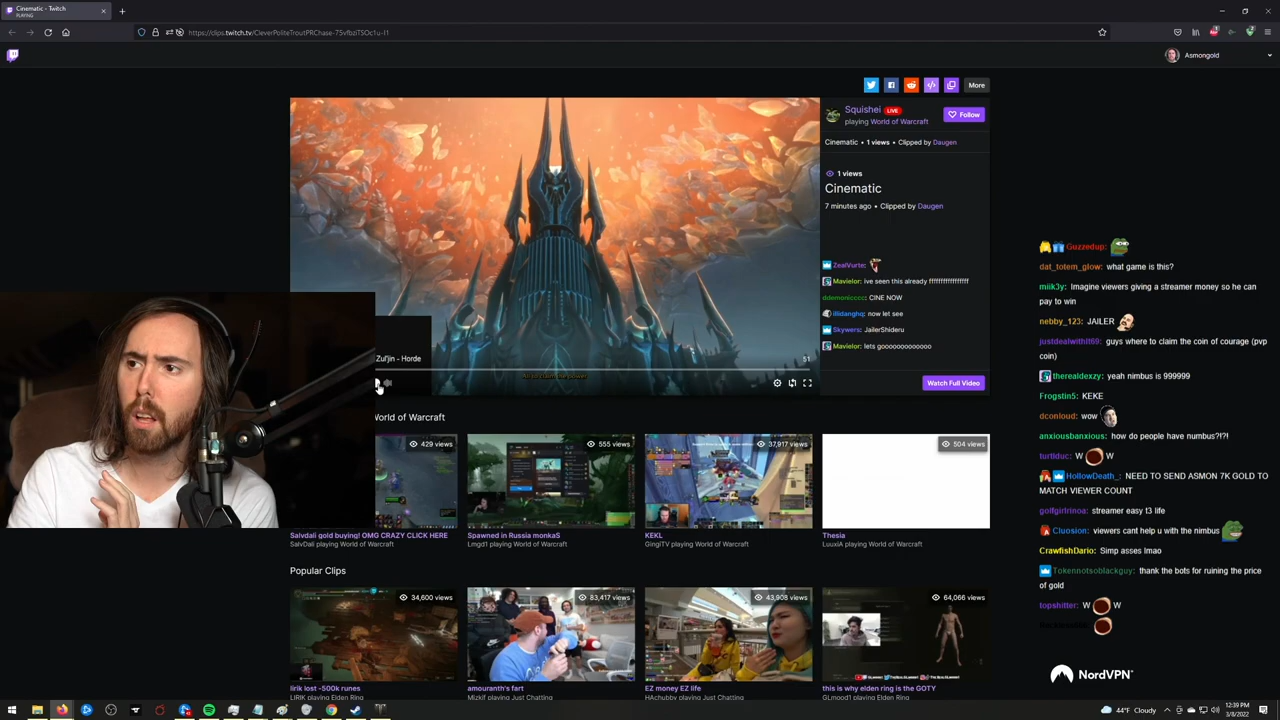 Cinematic - Twitch
PLAYING
https://clips.twitch.tv/CleverPoliteTroutPRChase-75vfbziTSOc1u-I1
Asmongold
More
Squishei LIVE
playing World of Warcraft
Follow
Cinematic • 1 views • Clipped by Daugen
1 views
Cinematic
7 minutes ago • Clipped by Daugen
ZealVurte:
Mavielor: ive seen this already ffffffffffffffff
ddemonicccc: CINE NOW
illidanghq: now let see
Skywers: JailerShideru
Mavielor: lets gooooooooooooo
Watch Full Video
Zul'jin - Horde
51
World of Warcraft
429 views
555 views
37,917 views
504 views
Salvdali gold buying! OMG CRAZY CLICK HERE
SalvDali playing World of Warcraft
Spawned in Russia monkaS
Lmgd1 playing World of Warcraft
KEKL
GingiTV playing World of Warcraft
Thesia
LuuxiA playing World of Warcraft
Popular Clips
34,600 views
83,417 views
43,908 views
64,066 views
lirik lost ~500k runes
LIRIK playing Elden Ring
amouranth's fart
Mizkif playing Just Chatting
EZ money EZ life
HAchubby playing Just Chatting
this is why elden ring is the GOTY
GLmood1 playing Elden Ring
Guzzedup:
dat_totem_glow: what game is this?
miik3y: Imagine viewers giving a streamer money so he can
pay to win
nebby_123: JAILER
justdealwithit69: guys where to claim the coin of courage (pvp
coin)
therealdexzy: yeah nimbus is 999999
Frogstin5: KEKE
dconloud: wow
anxiousbanxious: how do people have numbus?!?!
turtlduc: W W
HollowDeath_: NEED TO SEND ASMON 7K GOLD TO
MATCH VIEWER COUNT
golfgirlrinoa: streamer easy t3 life
Cluosion: viewers cant help u with the nimbus
CrawfishDario: Simp asses lmao
Tokennotsoblackguy: thank the bots for ruining the price
of gold
topshitter: W W
NordVPN
44°F Cloudy
12:39 PM
3/8/2022